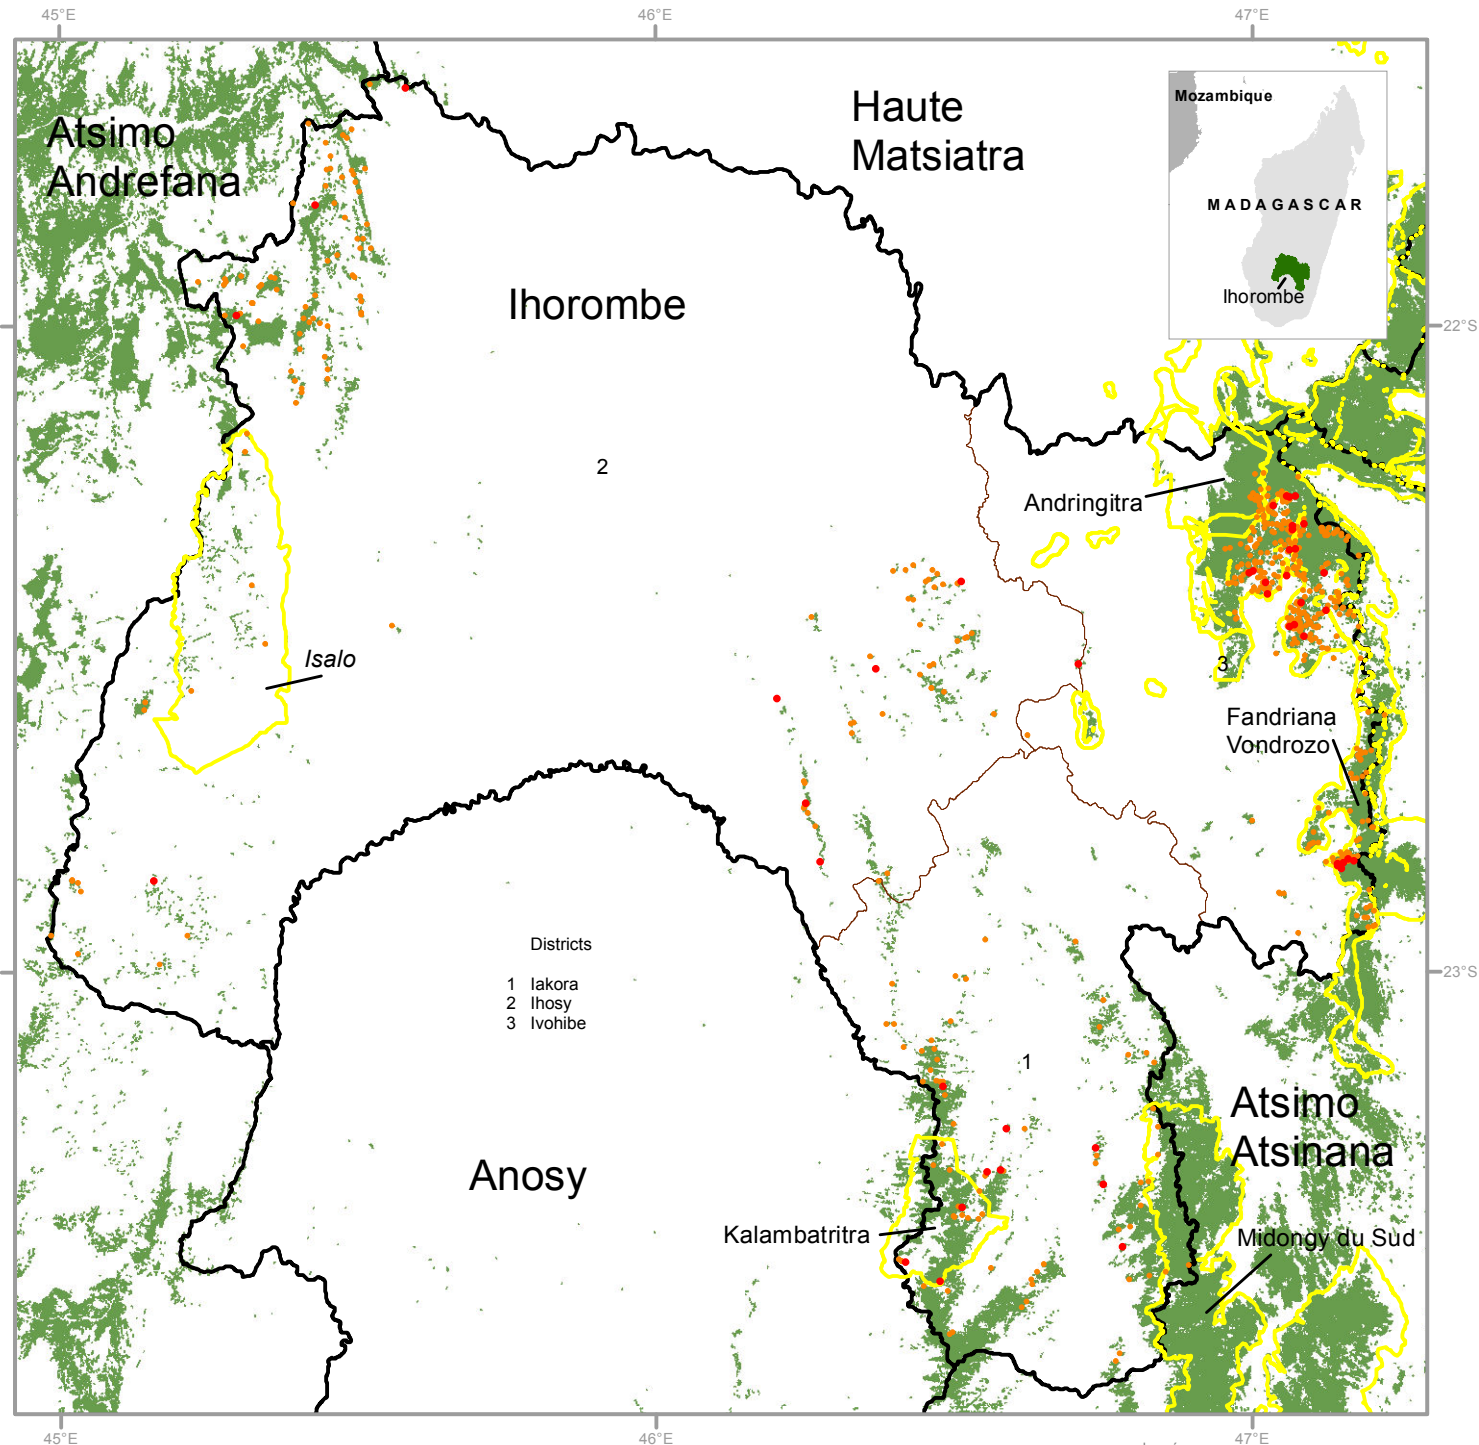 45°E
46°E
47°E
Atsimo
Andrefana
Haute
Matsiatra
Mozambique
MADAGASCAR
Ihorombe
Ihorombe
22°S
2
Andringitra
Isalo
3
Fandriana
Vondrozo
Districts
1 Iakora
2 Ihosy
3 Ivohibe
23°S
1
Atsimo
Atsinana
Anosy
Kalambatritra
Midongy du Sud
45°E
46°E
47°E